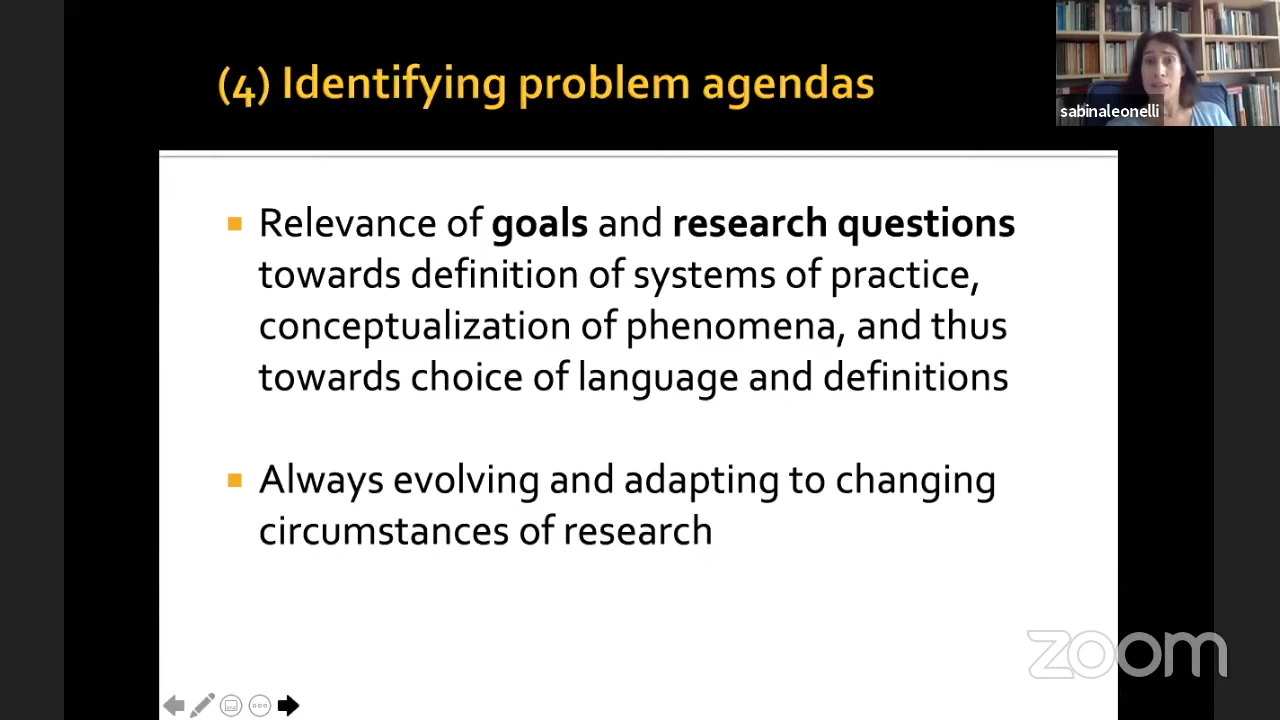 (4) Identifying problem agendas
sabinaleonelli
Relevance of goals and research questions
towards definition of systems of practice,
conceptualization of phenomena, and thus
towards choice of language and definitions
Always evolving and adapting to changing
circumstances of research
zoom